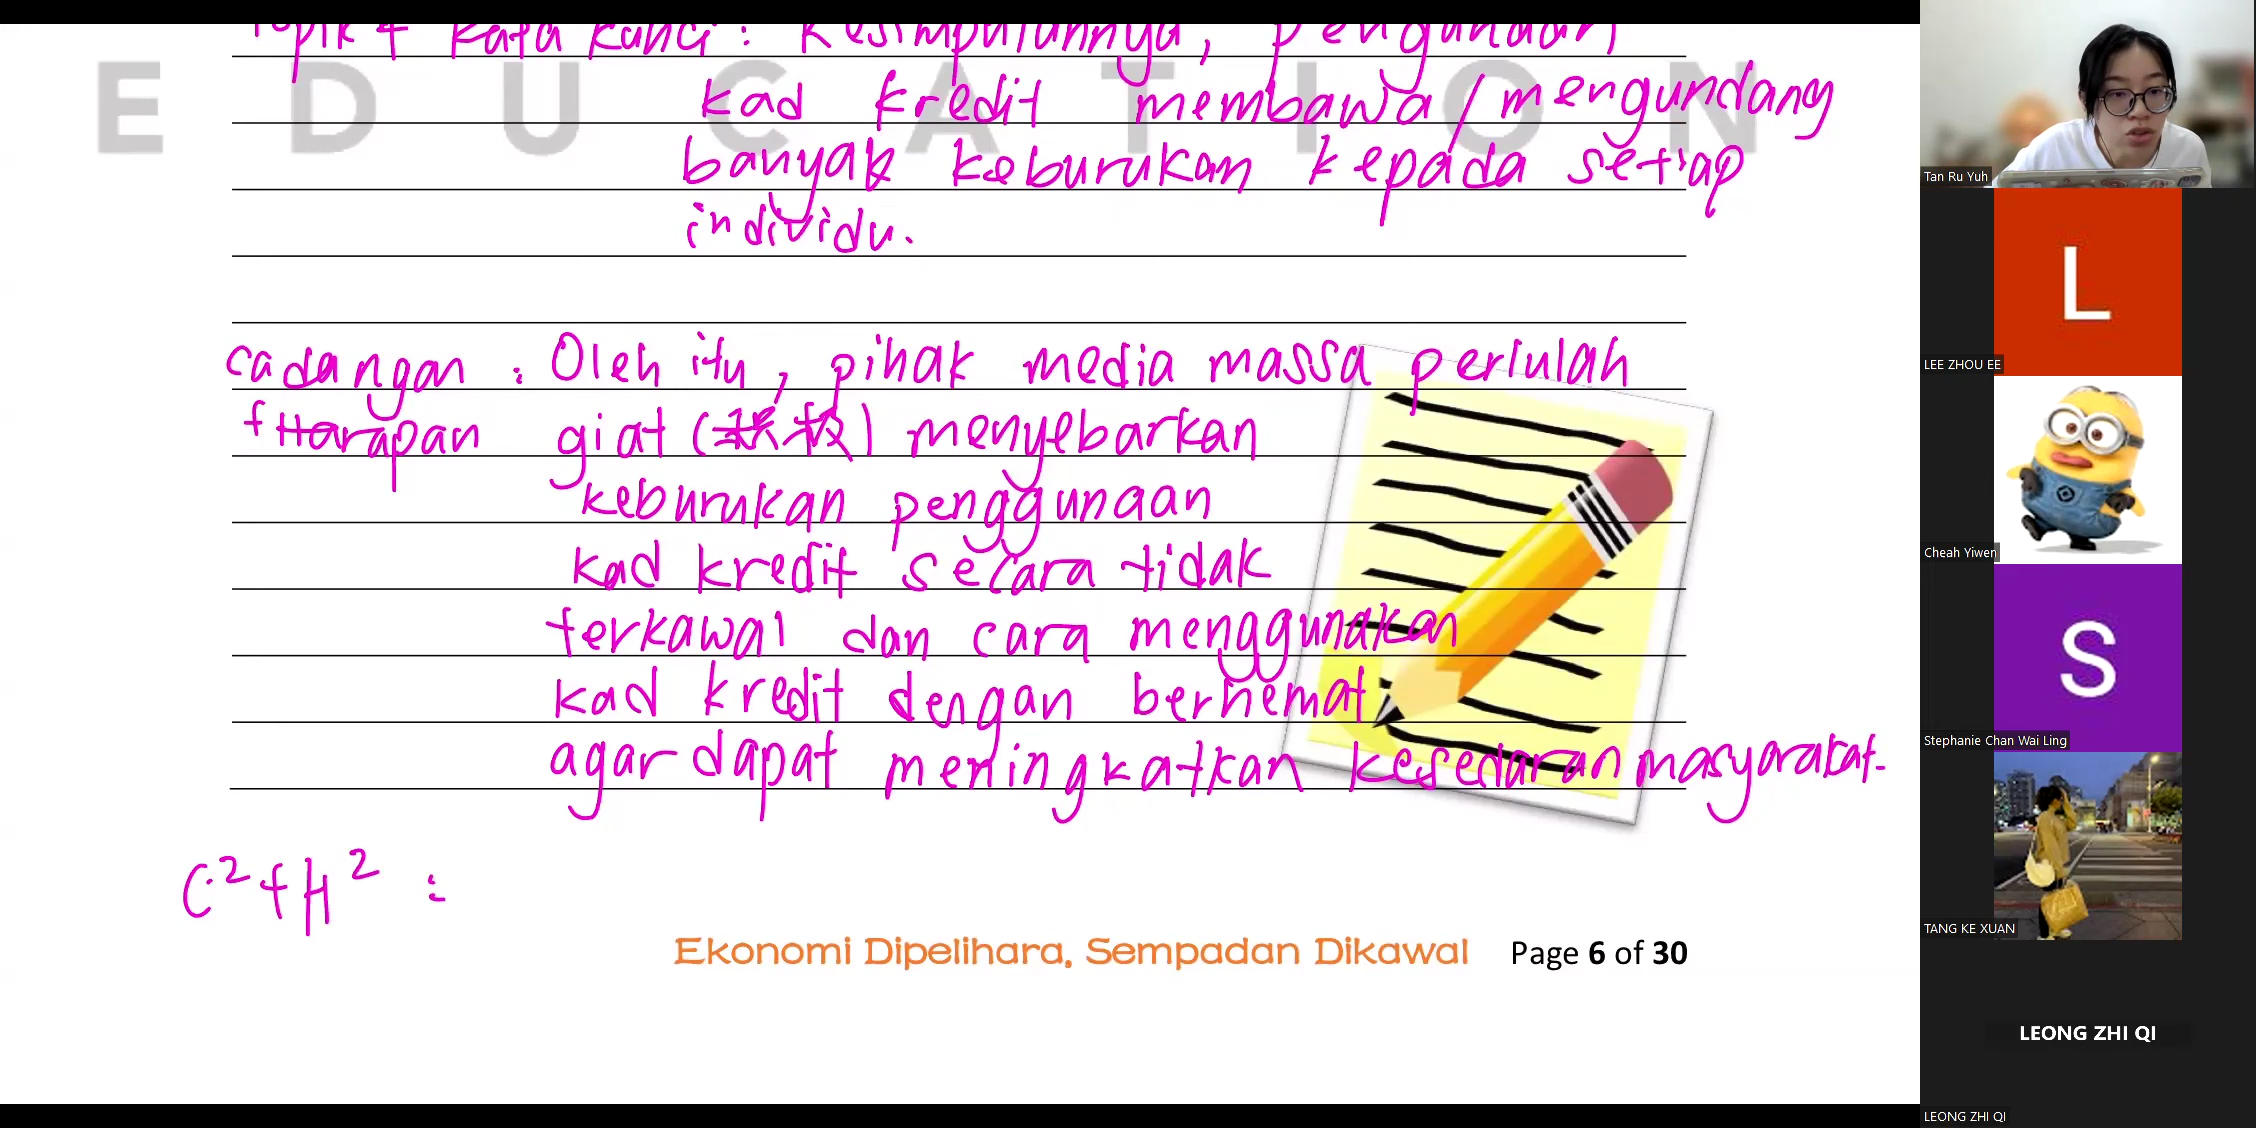 Topik + kata kunci : Kesimpulannya, pengunaan
EDUCATION
kad kredit membawa/mengundang
banyak keburukan kepada setiap
individu.
cadangan : Oleh itu, pihak media massa perlulah
+ Harapan giat (积极) menyebarkan
keburukan penggunaan
kad kredit secara tidak
terkawal dan cara menggunakan
kad kredit dengan berhemat
agar dapat meningkatkan kesedaran masyarakat.
C² + H² :
Ekonomi Dipelihara, Sempadan Dikawal Page 6 of 30
Tan Ru Yuh
L
LEE ZHOU EE
Cheah Yiwen
S
Stephanie Chan Wai Ling
TANG KE XUAN
LEONG ZHI QI
LEONG ZHI QI